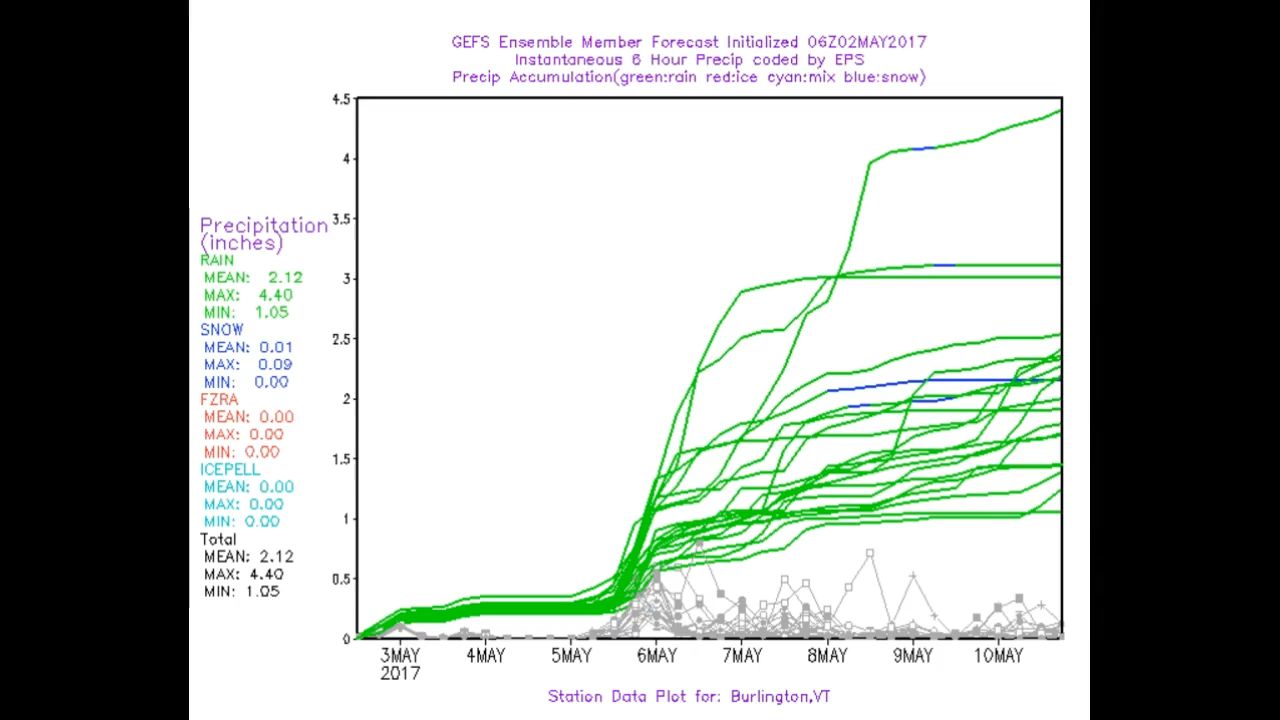 GEFS Ensemble Member Forecast Initialized 06Z02MAY2017
Instantaneous 6 Hour Precip coded by EPS
Precip Accumulation(green:rain red:ice cyan:mix blue:snow)
4.5
4
3.5
3
2.5
2
1.5
1
0.5
0
Precipitation
(inches)
RAIN
MEAN: 2.12
MAX: 4.40
MIN: 1.05
SNOW
MEAN: 0.01
MAX: 0.09
MIN: 0.00
FZRA
MEAN: 0.00
MAX: 0.00
MIN: 0.00
ICEPELL
MEAN: 0.00
MAX: 0.00
MIN: 0.00
Total
MEAN: 2.12
MAX: 4.40
MIN: 1.05
3MAY 4MAY 5MAY 6MAY 7MAY 8MAY 9MAY 10MAY
2017
Station Data Plot for: Burlington,VT